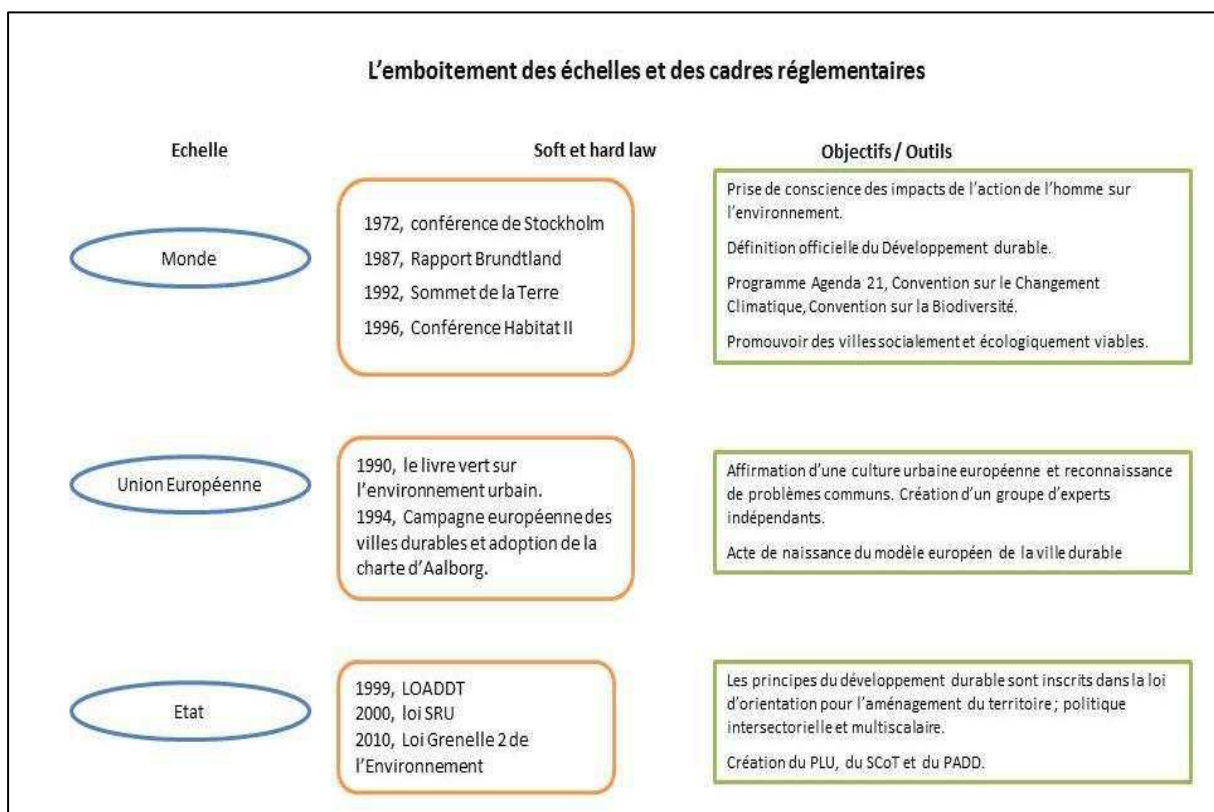 L'emboitement des échelles et des cadres réglementaires
Echelle
Soft et hard law
Objectifs / Outils
Monde
1972, conférence de Stockholm
1987, Rapport Brundtland
1992, Sommet de la Terre
1996, Conférence Habitat II
Prise de conscience des impacts de l'action de l'homme sur
l'environnement.
Définition officielle du Développement durable.
Programme Agenda 21, Convention sur le Changement
Climatique, Convention sur la Biodiversité.
Promouvoir des villes socialement et écologiquement viables.
Union Européenne
1990, le livre vert sur
l'environnement urbain.
1994, Campagne européenne des
villes durables et adoption de la
charte d'Aalborg.
Affirmation d'une culture urbaine européenne et reconnaissance
de problèmes communs. Création d'un groupe d'experts
indépendants.
Acte de naissance du modèle européen de la ville durable
Etat
1999, LOADDT
2000, loi SRU
2010, Loi Grenelle 2 de
l'Environnement
Les principes du développement durable sont inscrits dans la loi
d'orientation pour l'aménagement du territoire ; politique
intersectorielle et multiscalaire.
Création du PLU, du SCoT et du PADD.